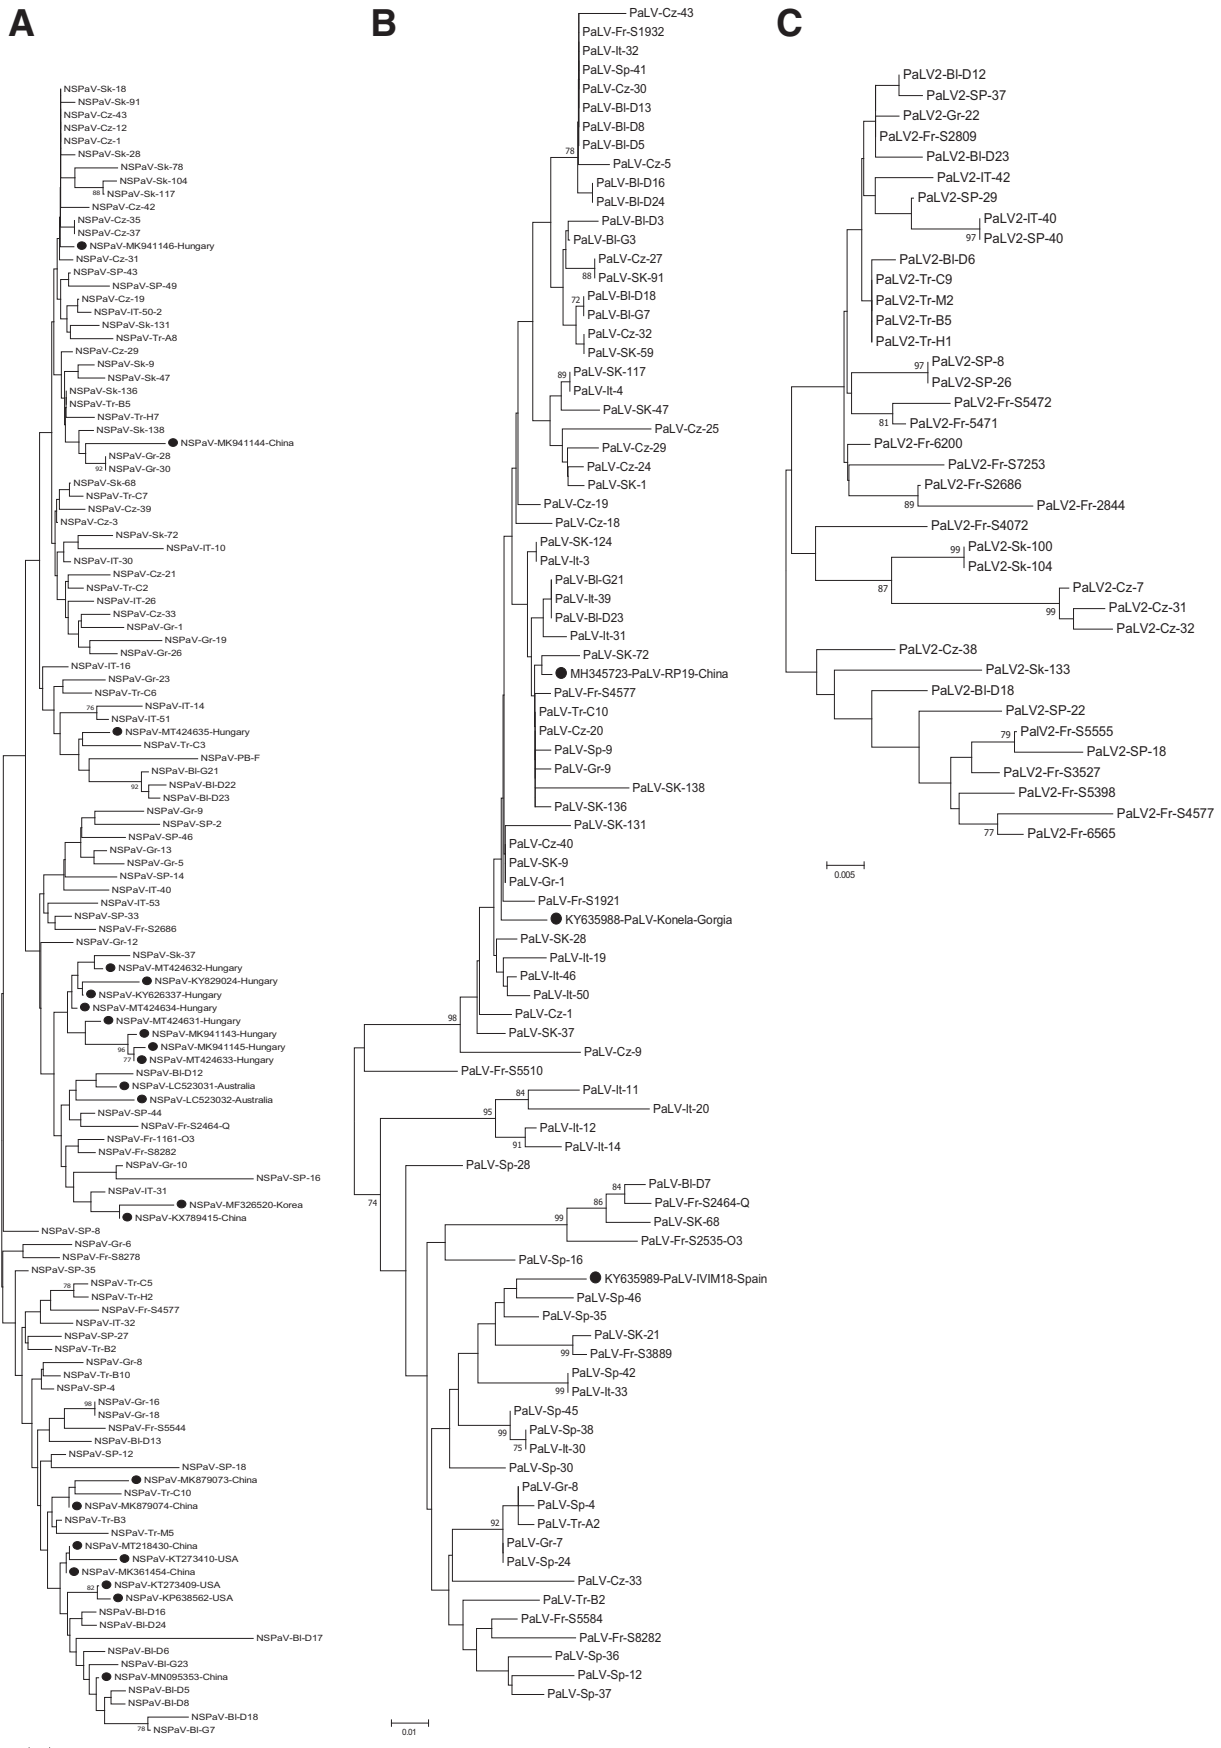 A
NSPaV-Sk-18
NSPaV-Sk-91
NSPaV-Cz-43
NSPaV-Cz-12
NSPaV-Cz-1
NSPaV-Sk-28
NSPaV-Sk-78
NSPaV-Sk-104
88
NSPaV-Sk-117
NSPaV-Cz-42
NSPaV-Cz-35
NSPaV-Cz-37
NSPaV-MK941146-Hungary
NSPaV-Cz-31
NSPaV-SP-43
NSPaV-SP-49
NSPaV-Cz-19
NSPaV-IT-50-2
NSPaV-Sk-131
NSPaV-Tr-A8
NSPaV-Cz-29
NSPaV-Sk-9
NSPaV-Sk-47
NSPaV-Sk-136
NSPaV-Tr-B5
NSPaV-Tr-H7
NSPaV-Sk-138
NSPaV-MK941144-China
NSPaV-Gr-28
92
NSPaV-Gr-30
NSPaV-Sk-68
NSPaV-Tr-C7
NSPaV-Cz-39
NSPaV-Cz-3
NSPaV-Sk-72
NSPaV-IT-10
NSPaV-IT-30
NSPaV-Cz-21
NSPaV-Tr-C2
NSPaV-IT-26
NSPaV-Cz-33
NSPaV-Gr-1
NSPaV-Gr-19
NSPaV-Gr-26
NSPaV-IT-16
NSPaV-Gr-23
NSPaV-Tr-C6
NSPaV-IT-14
76
NSPaV-IT-51
NSPaV-MT424635-Hungary
NSPaV-Tr-C3
NSPaV-PB-F
NSPaV-Bl-G21
92
NSPaV-Bl-D22
NSPaV-Bl-D23
NSPaV-Gr-9
NSPaV-SP-2
NSPaV-SP-46
NSPaV-Gr-13
NSPaV-Gr-5
NSPaV-SP-14
NSPaV-IT-40
NSPaV-IT-53
NSPaV-SP-33
NSPaV-Fr-S2686
NSPaV-Gr-12
NSPaV-Sk-37
NSPaV-MT424632-Hungary
NSPaV-KY829024-Hungary
NSPaV-KY626337-Hungary
NSPaV-MT424634-Hungary
NSPaV-MT424631-Hungary
NSPaV-MK941143-Hungary
96
NSPaV-MK941145-Hungary
77
NSPaV-MT424633-Hungary
NSPaV-Bl-D12
NSPaV-LC523031-Australia
NSPaV-LC523032-Australia
NSPaV-SP-44
NSPaV-Fr-S2464-Q
NSPaV-Fr-1161-O3
NSPaV-Fr-S8282
NSPaV-Gr-10
NSPaV-SP-16
NSPaV-IT-31
NSPaV-MF326520-Korea
NSPaV-KX789415-China
NSPaV-SP-8
NSPaV-Gr-6
NSPaV-Fr-S8278
NSPaV-SP-35
78
NSPaV-Tr-C5
NSPaV-Tr-H2
NSPaV-Fr-S4577
NSPaV-IT-32
NSPaV-SP-27
NSPaV-Tr-B2
NSPaV-Gr-8
NSPaV-Tr-B10
NSPaV-SP-4
98
NSPaV-Gr-16
NSPaV-Gr-18
NSPaV-Fr-S5544
NSPaV-Bl-D13
NSPaV-SP-12
NSPaV-SP-18
NSPaV-MK879073-China
NSPaV-Tr-C10
NSPaV-MK879074-China
NSPaV-Tr-B3
NSPaV-Tr-M5
NSPaV-MT218430-China
NSPaV-KT273410-USA
NSPaV-MK361454-China
82
NSPaV-KT273409-USA
NSPaV-KP638562-USA
NSPaV-Bl-D16
NSPaV-Bl-D24
NSPaV-Bl-D17
NSPaV-Bl-D6
NSPaV-Bl-G23
NSPaV-MN095353-China
NSPaV-Bl-D5
NSPaV-Bl-D8
NSPaV-Bl-D18
78
NSPaV-Bl-G7
B
PaLV-Cz-43
PaLV-Fr-S1932
PaLV-It-32
PaLV-Sp-41
PaLV-Cz-30
PaLV-Bl-D13
PaLV-Bl-D8
PaLV-Bl-D5
78
PaLV-Cz-5
PaLV-Bl-D16
PaLV-Bl-D24
PaLV-Bl-D3
PaLV-Bl-G3
PaLV-Cz-27
88
PaLV-SK-91
PaLV-Bl-D18
72
PaLV-Bl-G7
PaLV-Cz-32
PaLV-SK-59
PaLV-SK-117
89
PaLV-It-4
PaLV-SK-47
PaLV-Cz-25
PaLV-Cz-29
PaLV-Cz-24
PaLV-SK-1
PaLV-Cz-19
PaLV-Cz-18
PaLV-SK-124
PaLV-It-3
PaLV-Bl-G21
PaLV-It-39
PaLV-Bl-D23
PaLV-It-31
PaLV-SK-72
MH345723-PaLV-RP19-China
PaLV-Fr-S4577
PaLV-Tr-C10
PaLV-Cz-20
PaLV-Sp-9
PaLV-Gr-9
PaLV-SK-138
PaLV-SK-136
PaLV-SK-131
PaLV-Cz-40
PaLV-SK-9
PaLV-Gr-1
PaLV-Fr-S1921
KY635988-PaLV-Konela-Gorgia
PaLV-SK-28
PaLV-It-19
PaLV-It-46
PaLV-It-50
98
PaLV-Cz-1
PaLV-SK-37
PaLV-Cz-9
PaLV-Fr-S5510
84
PaLV-It-11
PaLV-It-20
95
PaLV-It-12
91
PaLV-It-14
PaLV-Sp-28
74
84
PaLV-Bl-D7
86
PaLV-Fr-S2464-Q
99
PaLV-SK-68
PaLV-Fr-S2535-O3
PaLV-Sp-16
KY635989-PaLV-IVIM18-Spain
PaLV-Sp-46
PaLV-Sp-35
PaLV-SK-21
99
PaLV-Fr-S3889
PaLV-Sp-42
99
PaLV-It-33
PaLV-Sp-45
99
PaLV-Sp-38
75
PaLV-It-30
PaLV-Sp-30
PaLV-Gr-8
PaLV-Sp-4
92
PaLV-Tr-A2
PaLV-Gr-7
PaLV-Sp-24
PaLV-Cz-33
PaLV-Tr-B2
PaLV-Fr-S5584
PaLV-Fr-S8282
PaLV-Sp-36
PaLV-Sp-12
PaLV-Sp-37
0.01
C
PaLV2-Bl-D12
PaLV2-SP-37
PaLV2-Gr-22
PaLV2-Fr-S2809
PaLV2-Bl-D23
PaLV2-IT-42
PaLV2-SP-29
PaLV2-IT-40
97
PaLV2-SP-40
PaLV2-Bl-D6
PaLV2-Tr-C9
PaLV2-Tr-M2
PaLV2-Tr-B5
PaLV2-Tr-H1
97
PaLV2-SP-8
PaLV2-SP-26
PaLV2-Fr-S5472
81
PaLV2-Fr-5471
PaLV2-Fr-6200
PaLV2-Fr-S7253
PaLV2-Fr-S2686
89
PaLV2-Fr-2844
PaLV2-Fr-S4072
99
PaLV2-Sk-100
PaLV2-Sk-104
87
PaLV2-Cz-7
99
PaLV2-Cz-31
PaLV2-Cz-32
PaLV2-Cz-38
PaLV2-Sk-133
PaLV2-Bl-D18
PaLV2-SP-22
79
PalV2-Fr-S5555
PaLV2-SP-18
PaLV2-Fr-S3527
PaLV2-Fr-S5398
PaLV2-Fr-S4577
77
PaLV2-Fr-6565
0.005